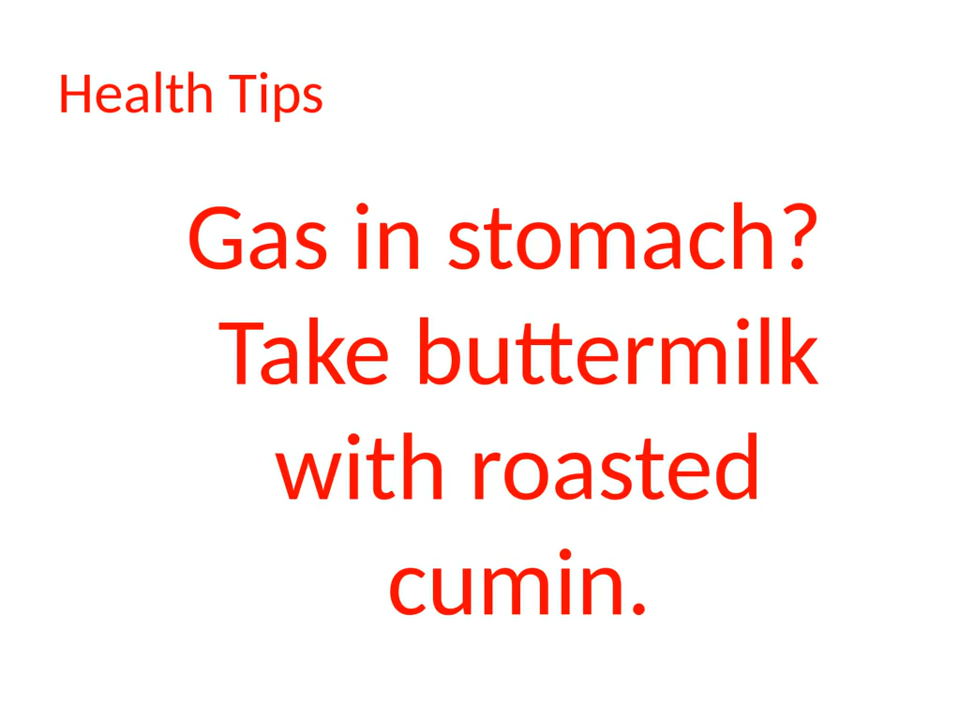 Health Tips
Gas in stomach?
Take buttermilk
with roasted
cumin.